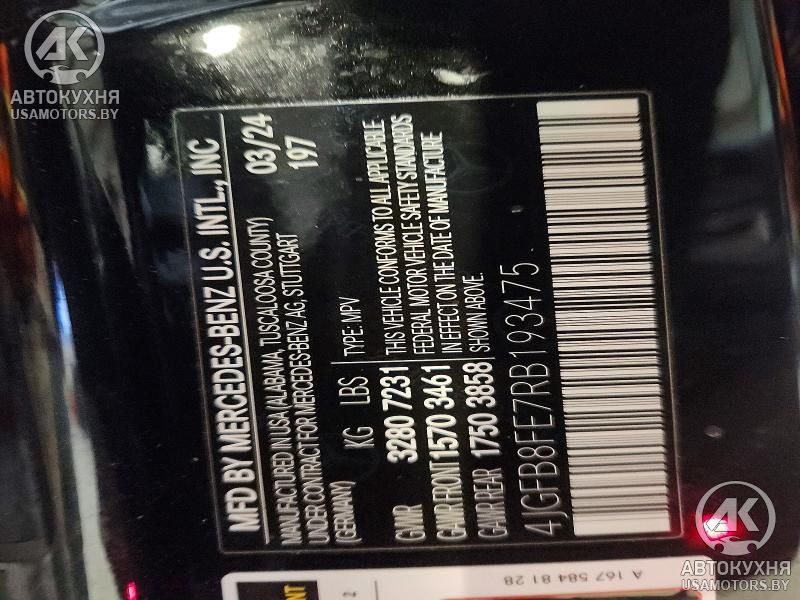 АК
АВТОКУХНЯ
USAMOTORS.BY
MFD BY MERCEDES-BENZ U.S. INTL., INC
MANUFACTURED IN USA (ALABAMA, TUSCALOOSA COUNTY) 03/24
UNDER CONTRACT FOR MERCEDES-BENZ AG, STUTTGART 197
(GERMANY) KG LBS TYPE: MPV
GVWR 3280 7231 THIS VEHICLE CONFORMS TO ALL APPLICABLE
GAWR FRONT 1570 3461 FEDERAL MOTOR VEHICLE SAFETY STANDARDS
IN EFFECT ON THE DATE OF MANUFACTURE
GAWR REAR 1750 3858 SHOWN ABOVE.
4JGFB8FE7RB193475
A 167 584 81 28
2
АК
АВТОКУХНЯ
USAMOTORS.BY